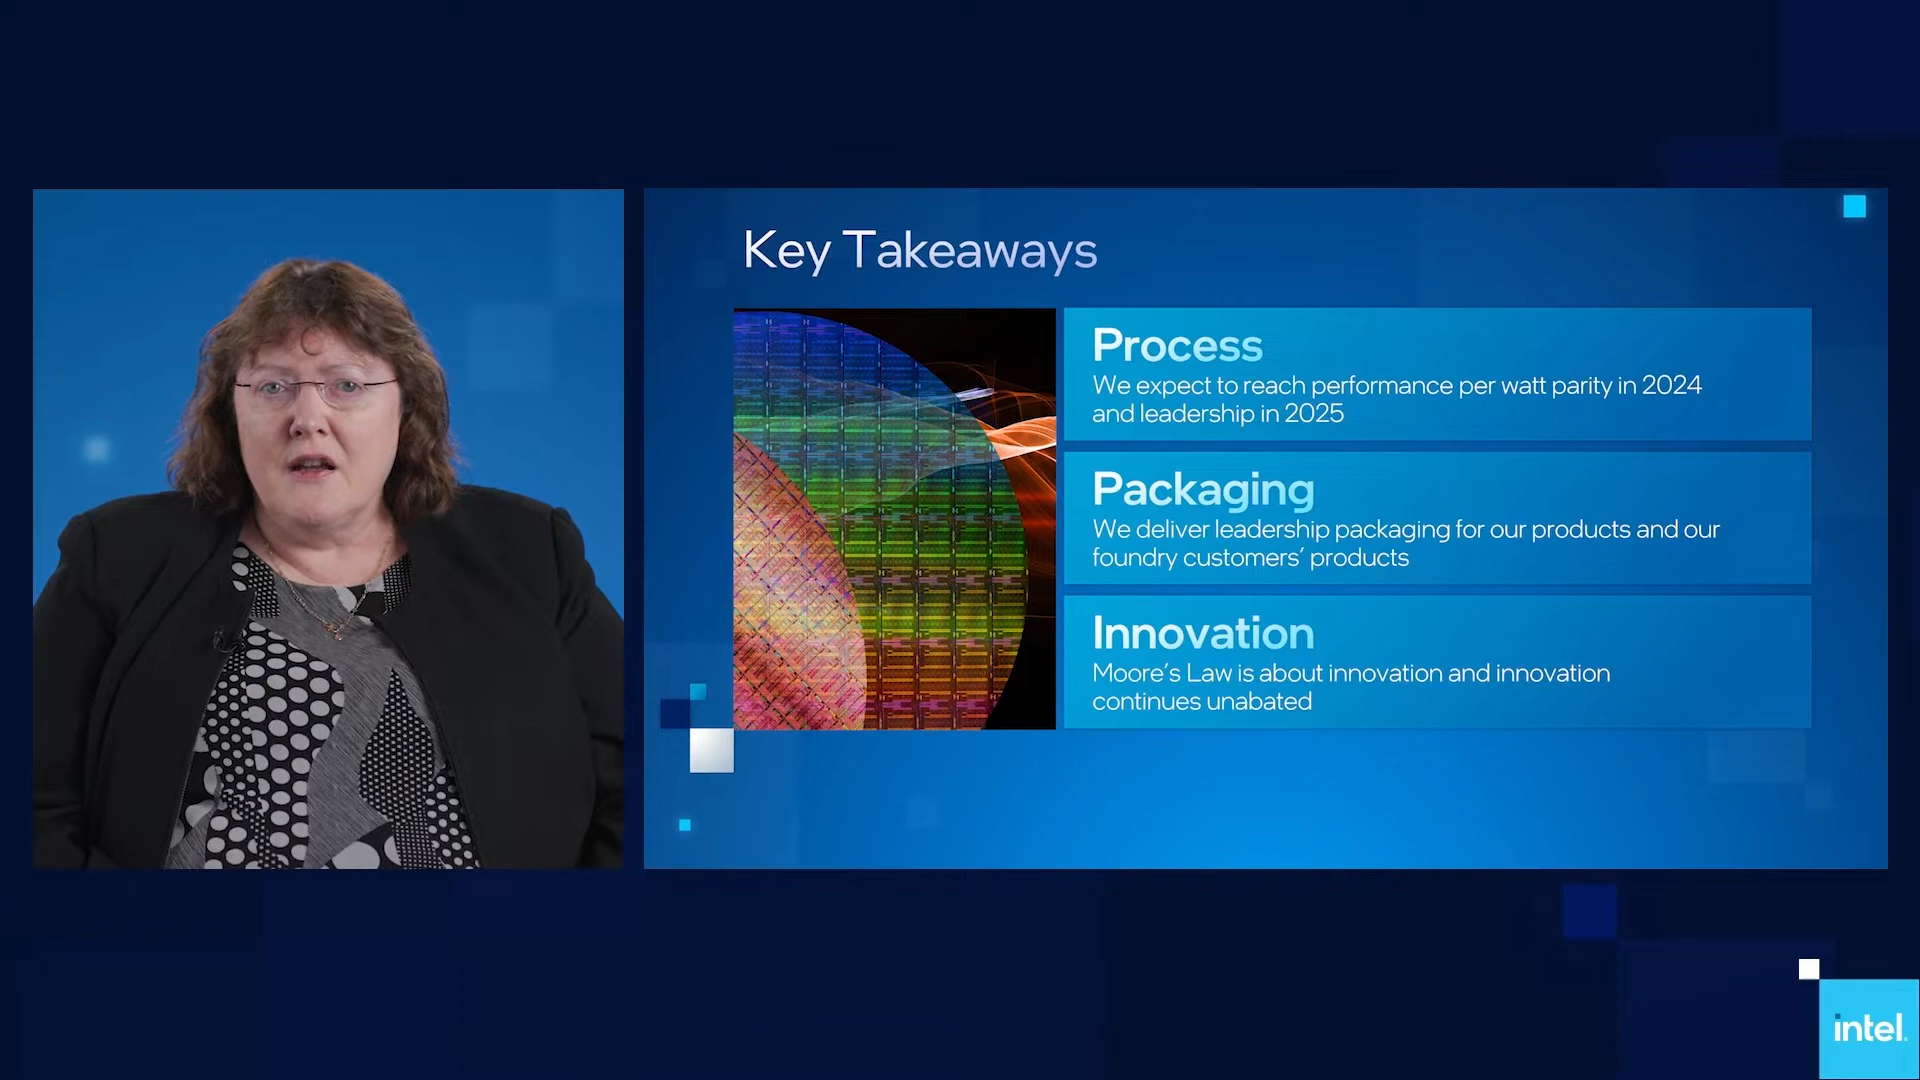 Key Takeaways
Process
We expect to reach performance per watt parity in 2024
and leadership in 2025
Packaging
We deliver leadership packaging for our products and our
foundry customers’ products
Innovation
Moore’s Law is about innovation and innovation
continues unabated
intel.